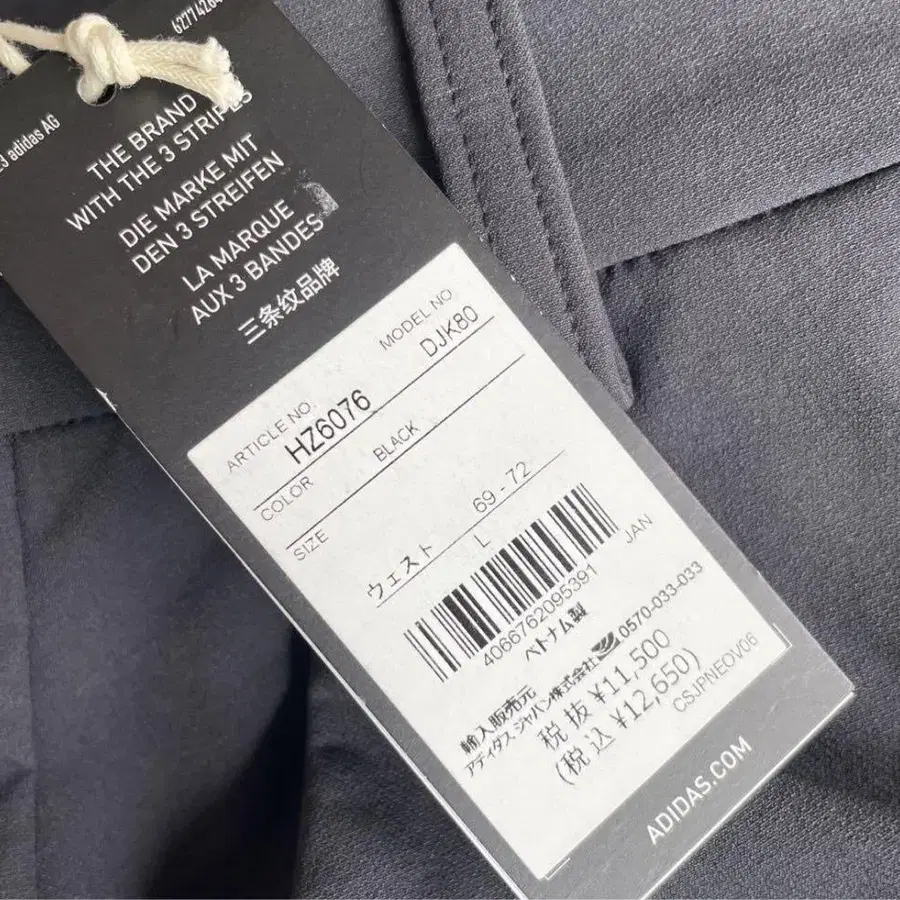 3 adidas AG
THE BRAND
WITH THE 3 STRIPES
DIE MARKE MIT
DEN 3 STREIFEN
LA MARQUE
AUX 3 BANDES
三条纹品牌
ARTICLE NO. MODEL NO
HZ6076 DJK80
COLOR BLACK
SIZE
ウェスト 69 - 72
L
JAN
4066762095391
ベトナム製
輸入販売元
アディダス ジャパン株式会社 0570-033-033
税 抜 ¥11,500
(税 込 ¥12,650)
CSJPNEOV06
ADIDAS.COM